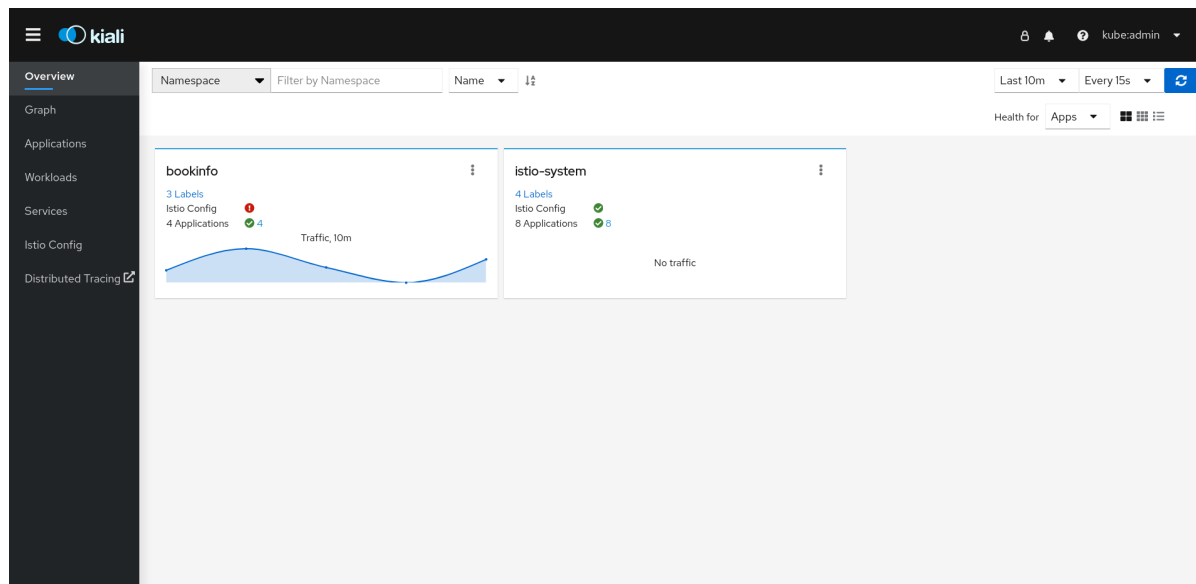 kiali
kube:admin
Overview
Graph
Applications
Workloads
Services
Istio Config
Distributed Tracing
Namespace Filter by Namespace Name
Last 10m Every 15s
Health for Apps
bookinfo
3 Labels
Istio Config
4 Applications 4
Traffic, 10m
istio-system
4 Labels
Istio Config
8 Applications 8
No traffic